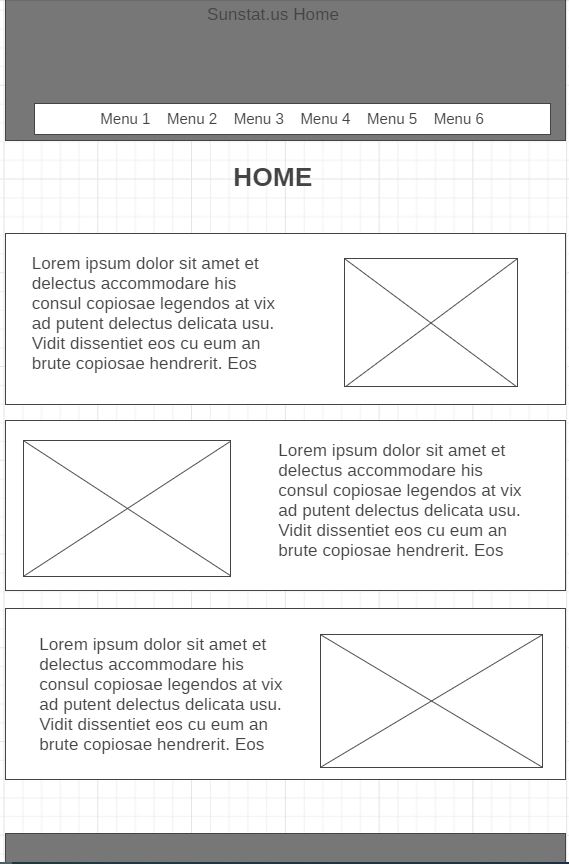 Sunstat.us Home
Menu 1 Menu 2 Menu 3 Menu 4 Menu 5 Menu 6
HOME
Lorem ipsum dolor sit amet et
delectus accommodare his
consul copiosae legendos at vix
ad putent delectus delicata usu.
Vidit dissentiet eos cu eum an
brute copiosae hendrerit. Eos
Lorem ipsum dolor sit amet et
delectus accommodare his
consul copiosae legendos at vix
ad putent delectus delicata usu.
Vidit dissentiet eos cu eum an
brute copiosae hendrerit. Eos
Lorem ipsum dolor sit amet et
delectus accommodare his
consul copiosae legendos at vix
ad putent delectus delicata usu.
Vidit dissentiet eos cu eum an
brute copiosae hendrerit. Eos